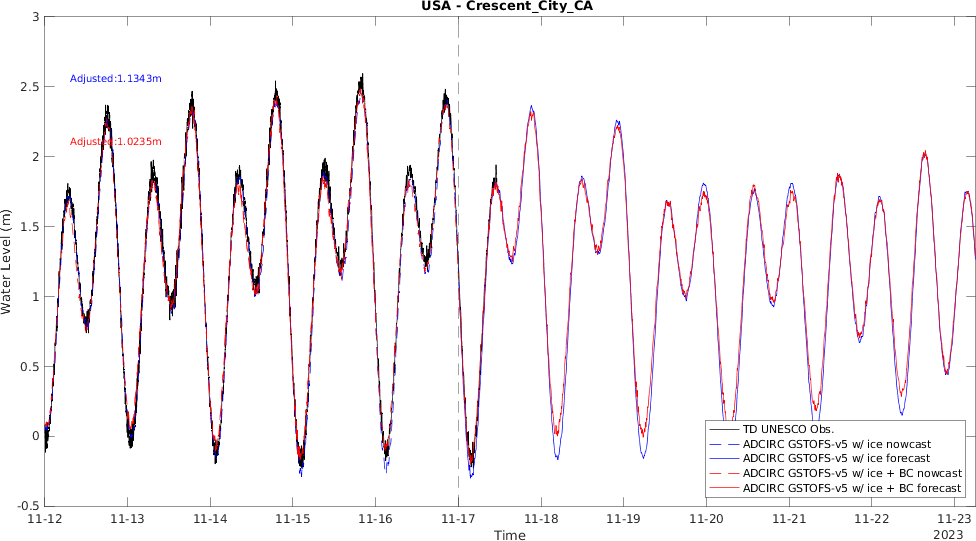 USA - Crescent_City_CA
3
2.5
2
1.5
1
0.5
0
-0.5
Water Level (m)
Adjusted:1.1343m
Adjusted:1.0235m
TD UNESCO Obs.
ADCIRC GSTOFS-v5 w/ ice nowcast
ADCIRC GSTOFS-v5 w/ ice forecast
ADCIRC GSTOFS-v5 w/ ice + BC nowcast
ADCIRC GSTOFS-v5 w/ ice + BC forecast
11-12 11-13 11-14 11-15 11-16 11-17 11-18 11-19 11-20 11-21 11-22 11-23
Time
2023